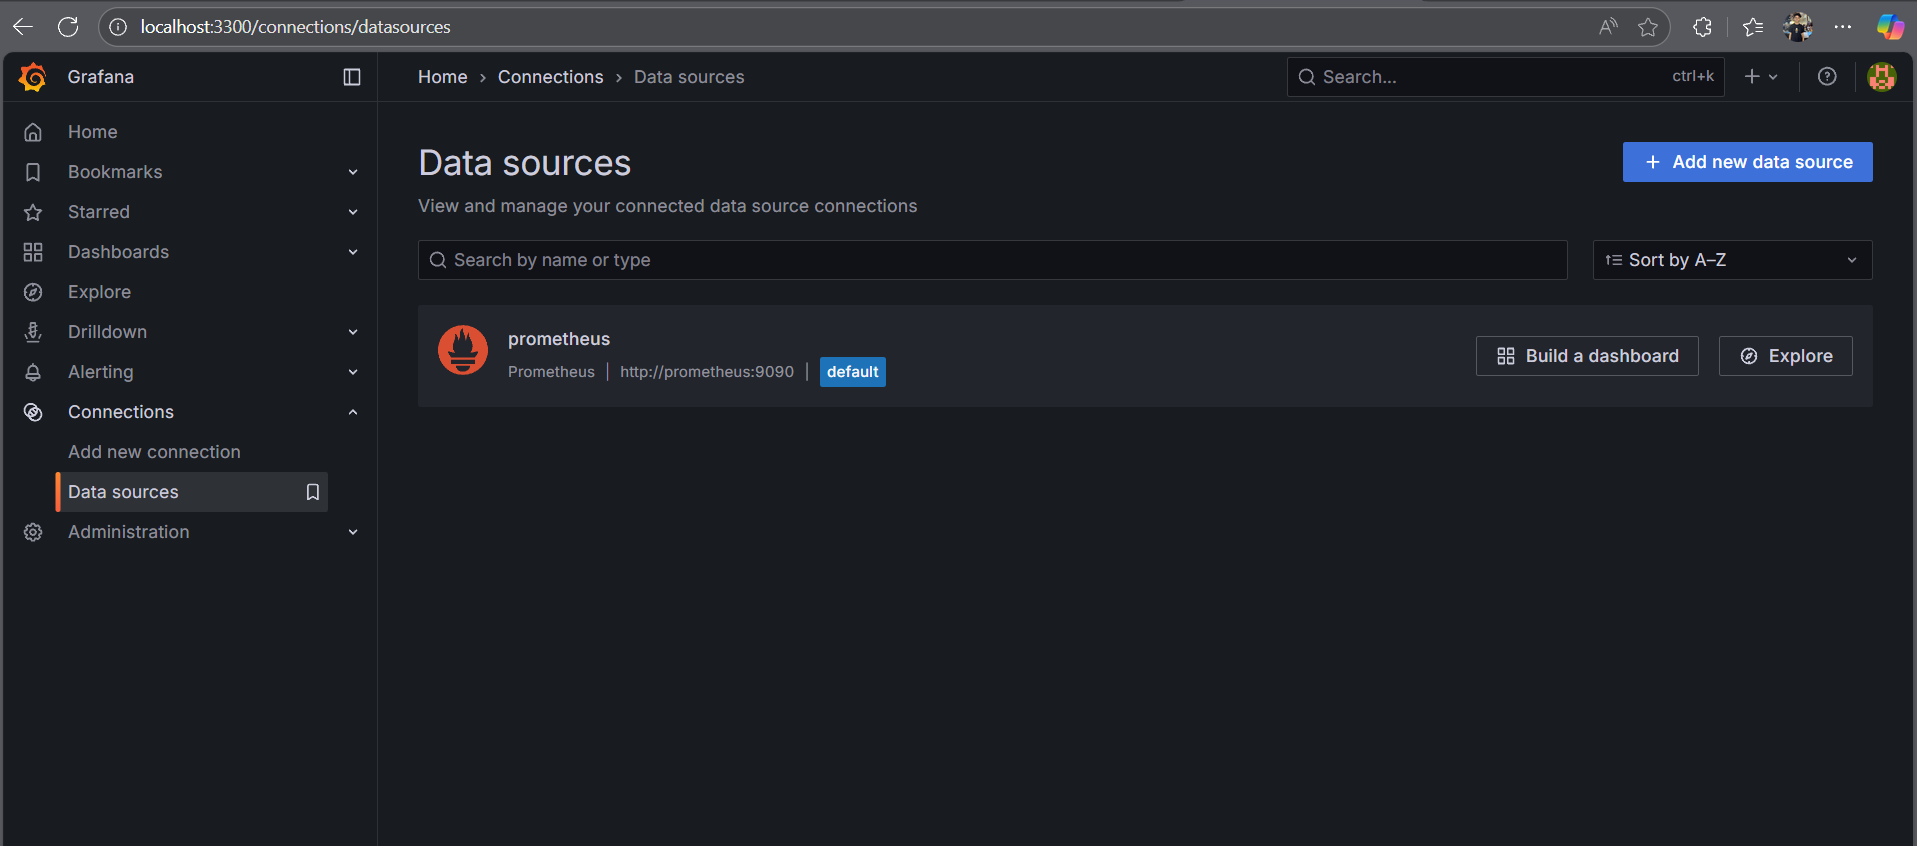 localhost:3300/connections/datasources
Grafana
Home › Connections › Data sources
Search... ctrl+k
Home
Bookmarks
Starred
Dashboards
Explore
Drilldown
Alerting
Connections
Add new connection
Data sources
Administration
Data sources
+ Add new data source
View and manage your connected data source connections
Search by name or type
Sort by A–Z
prometheus
Prometheus | http://prometheus:9090 | default
Build a dashboard
Explore